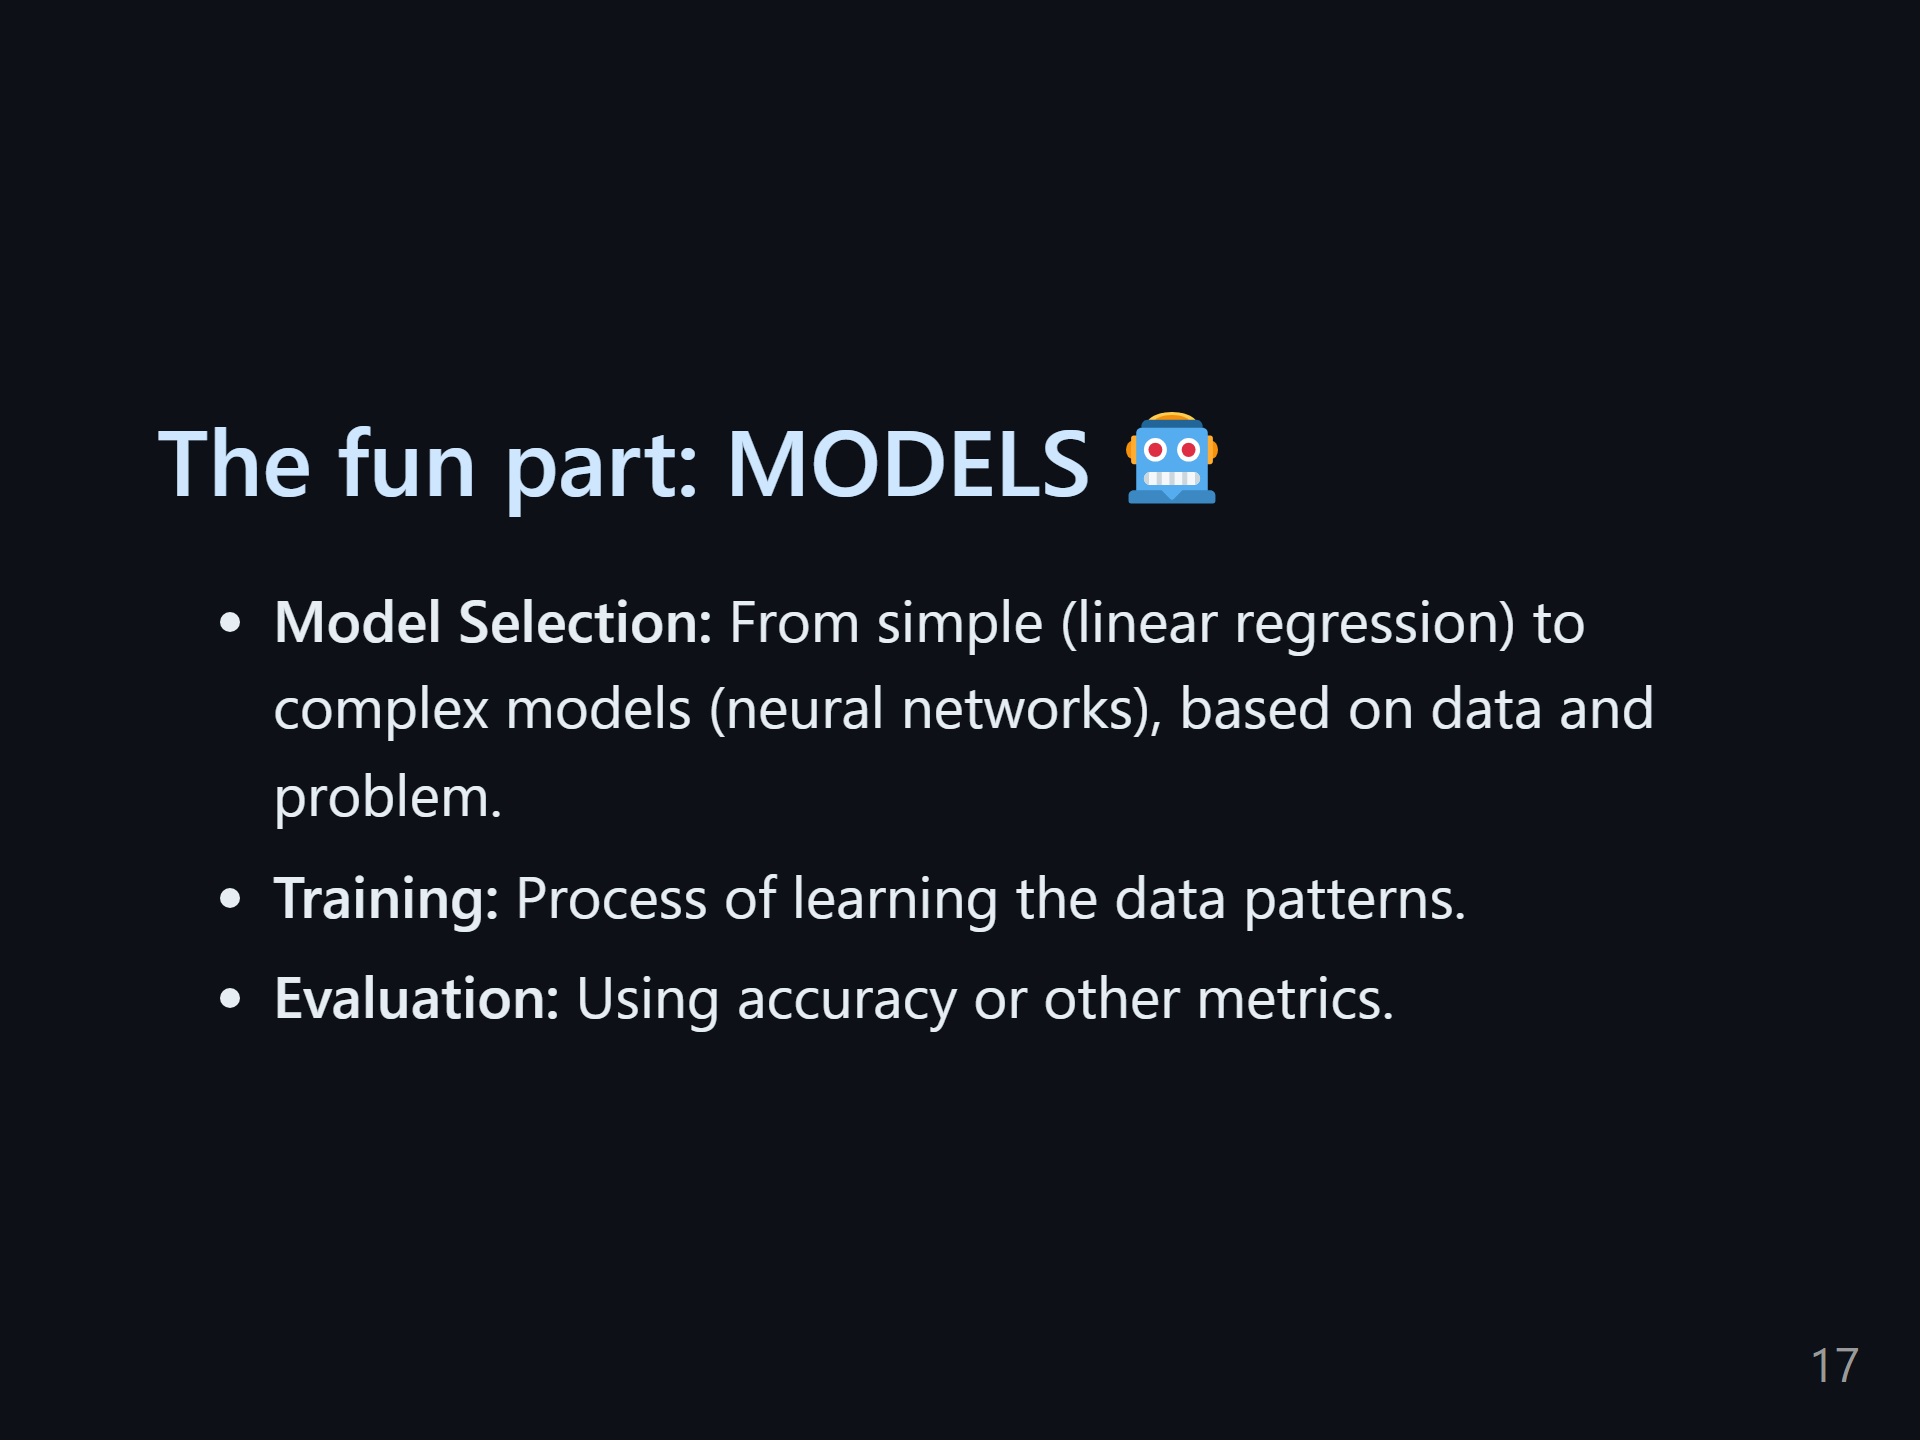 The fun part: MODELS 🤖
• Model Selection: From simple (linear regression) to
complex models (neural networks), based on data and
problem.
• Training: Process of learning the data patterns.
• Evaluation: Using accuracy or other metrics.
17